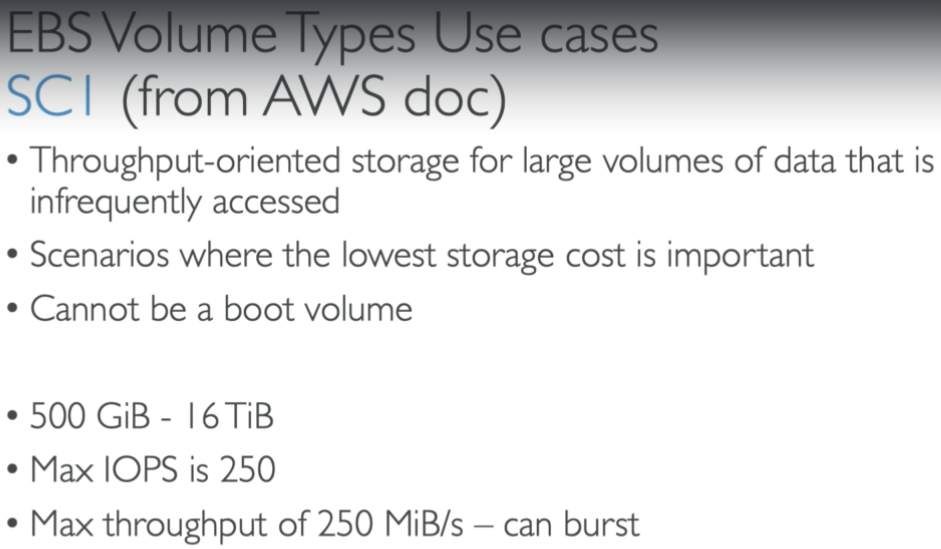 EBS Volume Types Use cases
SC1 (from AWS doc)
• Throughput-oriented storage for large volumes of data that is
infrequently accessed
• Scenarios where the lowest storage cost is important
• Cannot be a boot volume
• 500 GiB - 16 TiB
• Max IOPS is 250
• Max throughput of 250 MiB/s – can burst